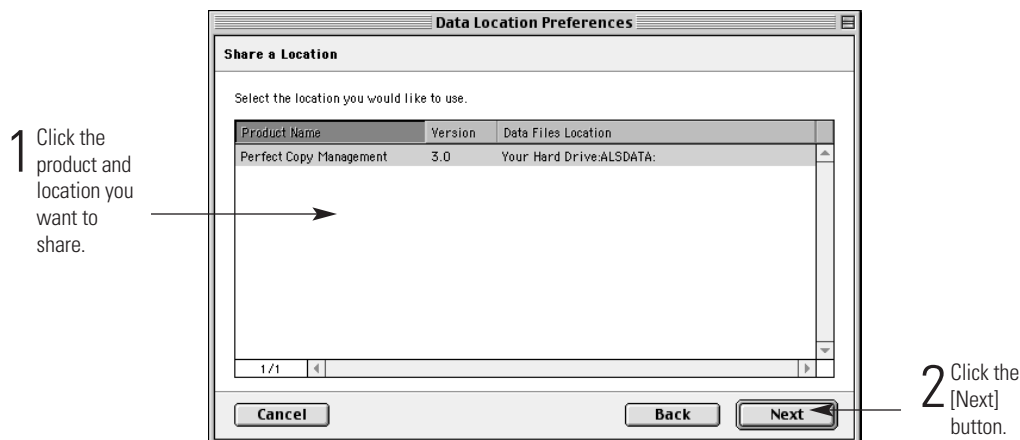 Data Location Preferences
Share a Location
Select the location you would like to use.
Product Name Version Data Files Location
Perfect Copy Management 3.0 Your Hard Drive:ALSDATA:
1/1
Cancel Back Next
1 Click the
product and
location you
want to
share.
2 Click the
[Next]
button.